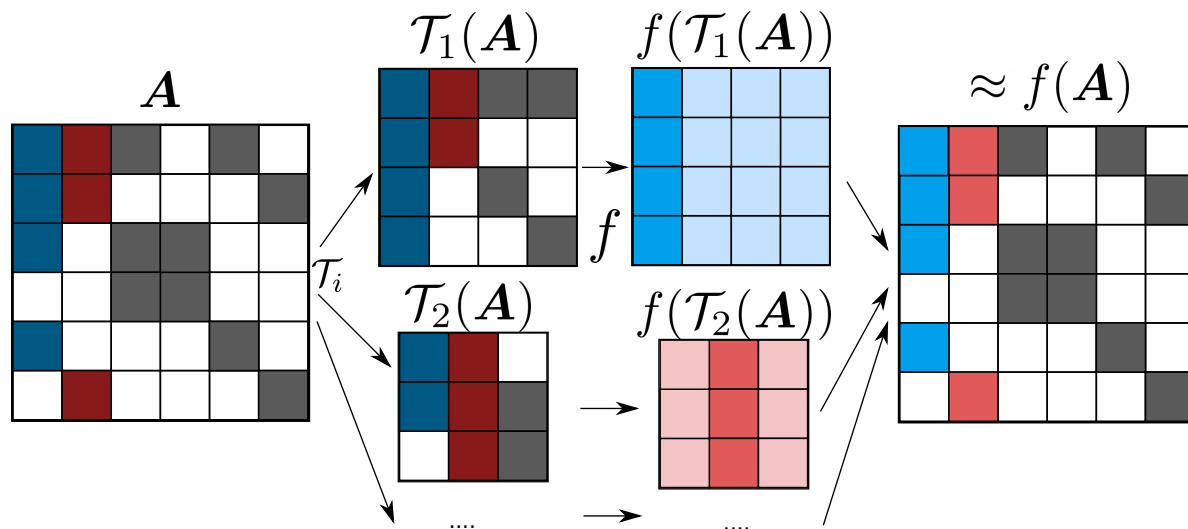 A
𝒯₁(A)
f(𝒯₁(A))
≈ f(A)
f
𝒯ᵢ
𝒯₂(A)
f(𝒯₂(A))
....
....